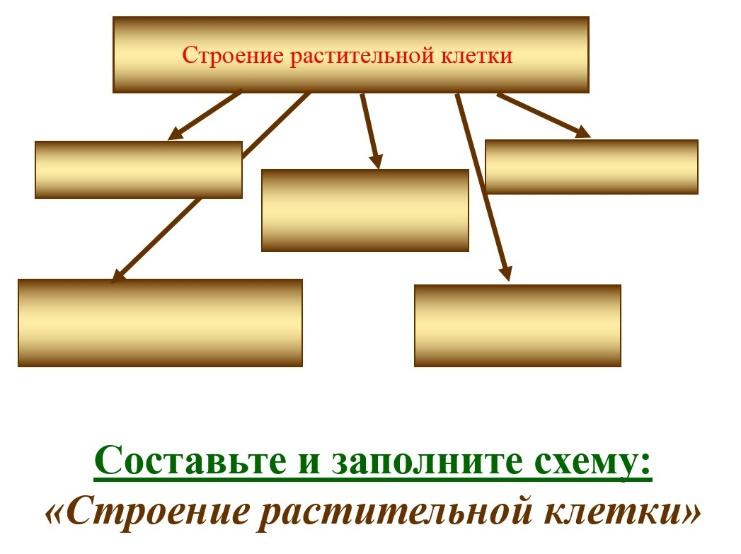 Строение растительной клетки
Составьте и заполните схему:
«Строение растительной клетки»